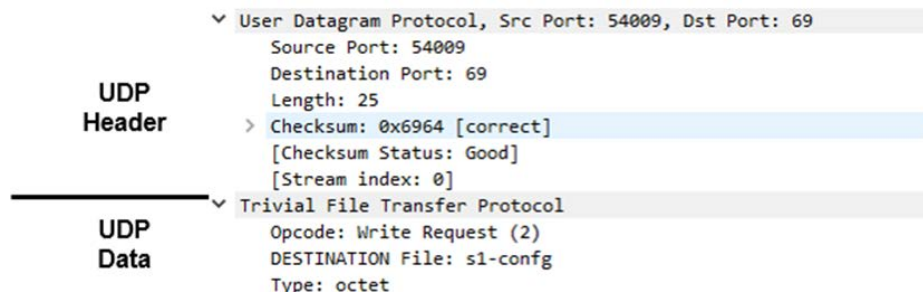 User Datagram Protocol, Src Port: 54009, Dst Port: 69
Source Port: 54009
Destination Port: 69
Length: 25
Checksum: 0x6964 [correct]
[Checksum Status: Good]
[Stream index: 0]
UDP
Header
Trivial File Transfer Protocol
Opcode: Write Request (2)
DESTINATION File: s1-confg
Type: octet
UDP
Data